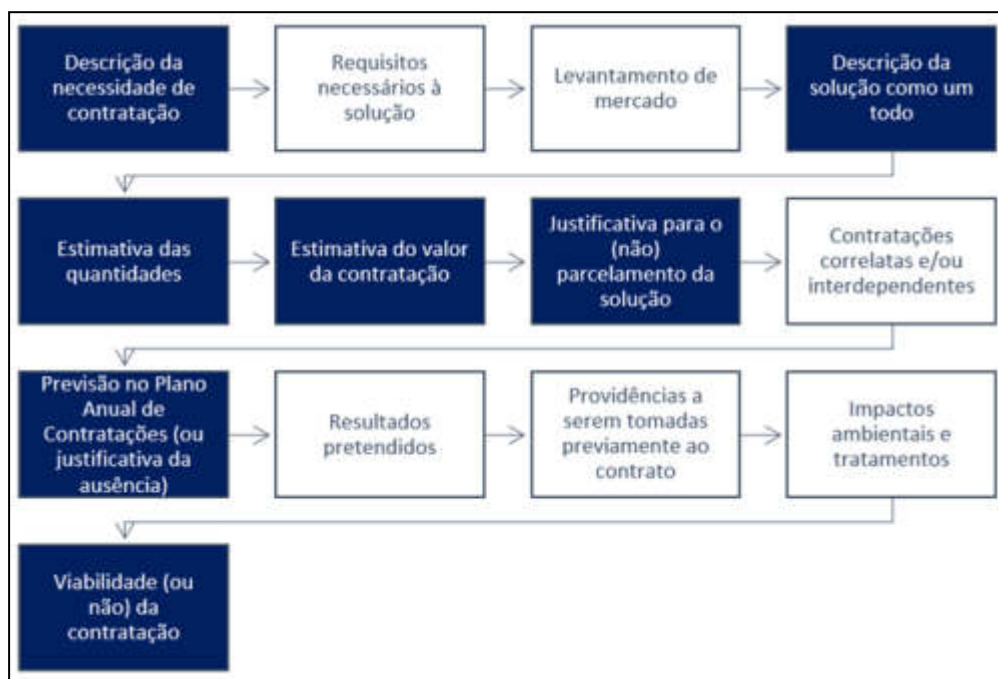 Descrição da
necessidade de
contratação
Requisitos
necessários à
solução
Levantamento de
mercado
Descrição da
solução como um
todo
Estimativa das
quantidades
Estimativa do valor
da contratação
Justificativa para o
(não)
parcelamento da
solução
Contratações
correlatas e/ou
interdependentes
Previsão no Plano
Anual de
Contratações (ou
justificativa da
ausência)
Resultados
pretendidos
Providências a
serem tomadas
previamente ao
contrato
Impactos
ambientais e
tratamentos
Viabilidade (ou
não) da
contratação